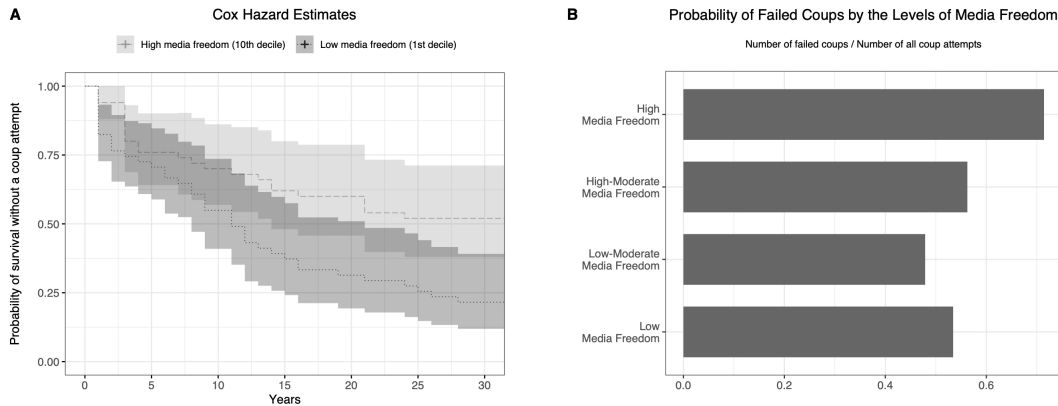 A
Cox Hazard Estimates
High media freedom (10th decile)
Low media freedom (1st decile)
Probability of survival without a coup attempt
1.00
0.75
0.50
0.25
0.00
0
5
10
15
20
25
30
Years
B
Probability of Failed Coups by the Levels of Media Freedom
Number of failed coups / Number of all coup attempts
High
Media Freedom
High-Moderate
Media Freedom
Low-Moderate
Media Freedom
Low
Media Freedom
0.0
0.2
0.4
0.6